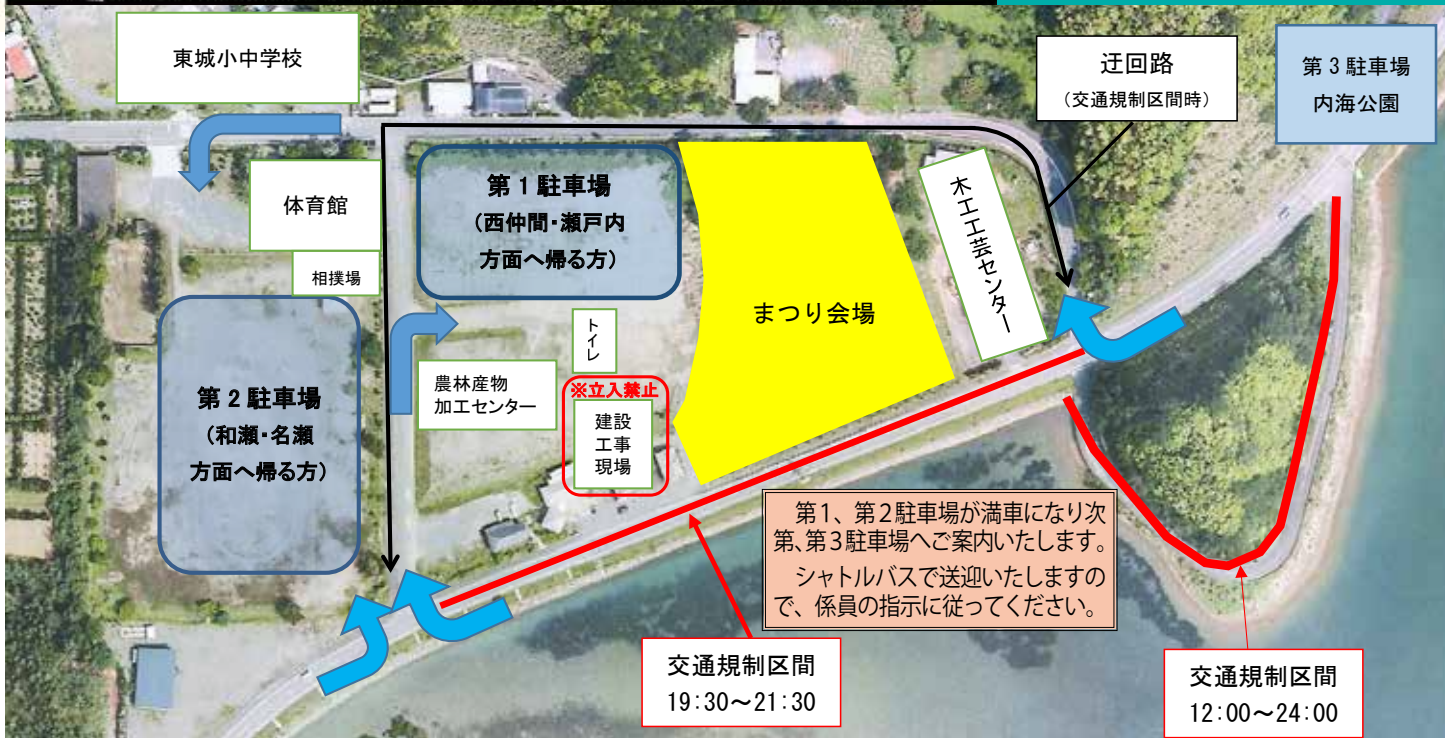 東城小中学校
迂回路
（交通規制区間時）
第３駐車場
内海公園
体育館
第１駐車場
（西仲間・瀬戸内
方面へ帰る方）
木工工芸センター
相撲場
まつり会場
トイレ
第２駐車場
（和瀬・名瀬
方面へ帰る方）
農林産物
加工センター
※立入禁止
建設
工事
現場
第1、第2駐車場が満車になり次
第、第3駐車場へご案内いたします。
シャトルバスで送迎いたしますの
で、係員の指示に従ってください。
交通規制区間
19:30～21:30
交通規制区間
12:00～24:00